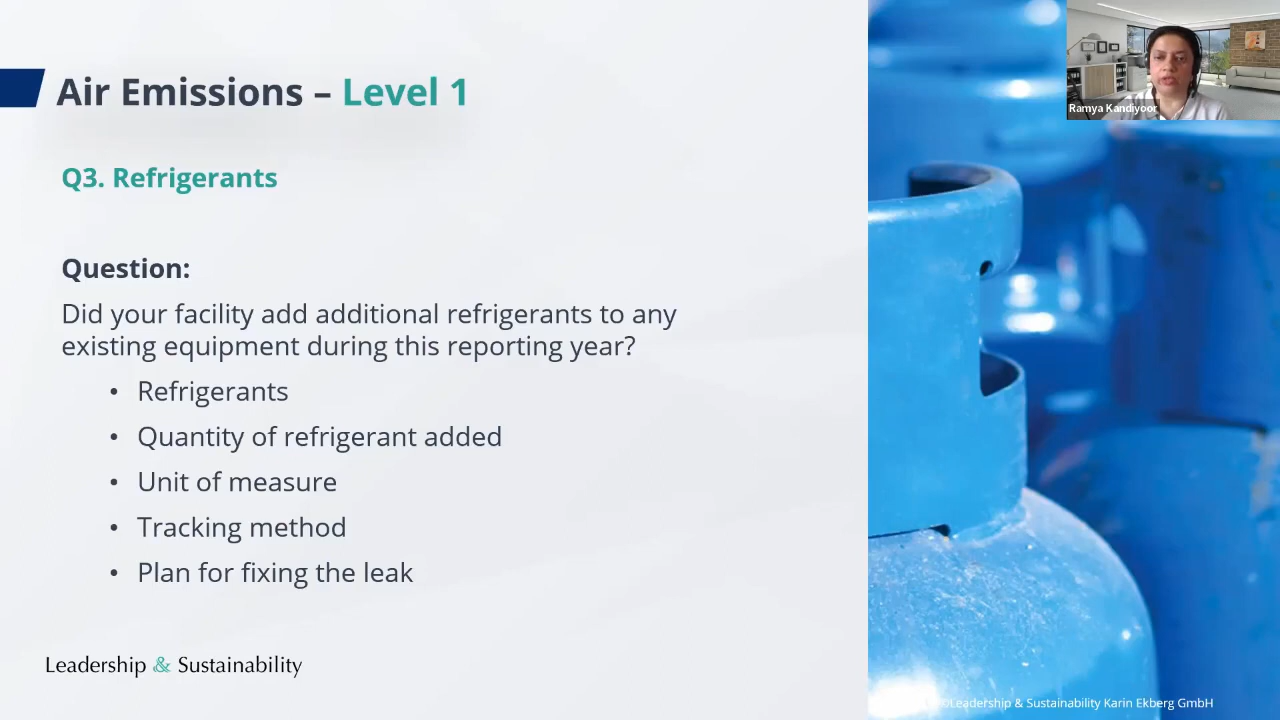 Air Emissions – Level 1
Ramya Kandiyoor
Q3. Refrigerants
Question:
Did your facility add additional refrigerants to any
existing equipment during this reporting year?
• Refrigerants
• Quantity of refrigerant added
• Unit of measure
• Tracking method
• Plan for fixing the leak
Leadership & Sustainability
©Leadership & Sustainability Karin Ekberg GmbH